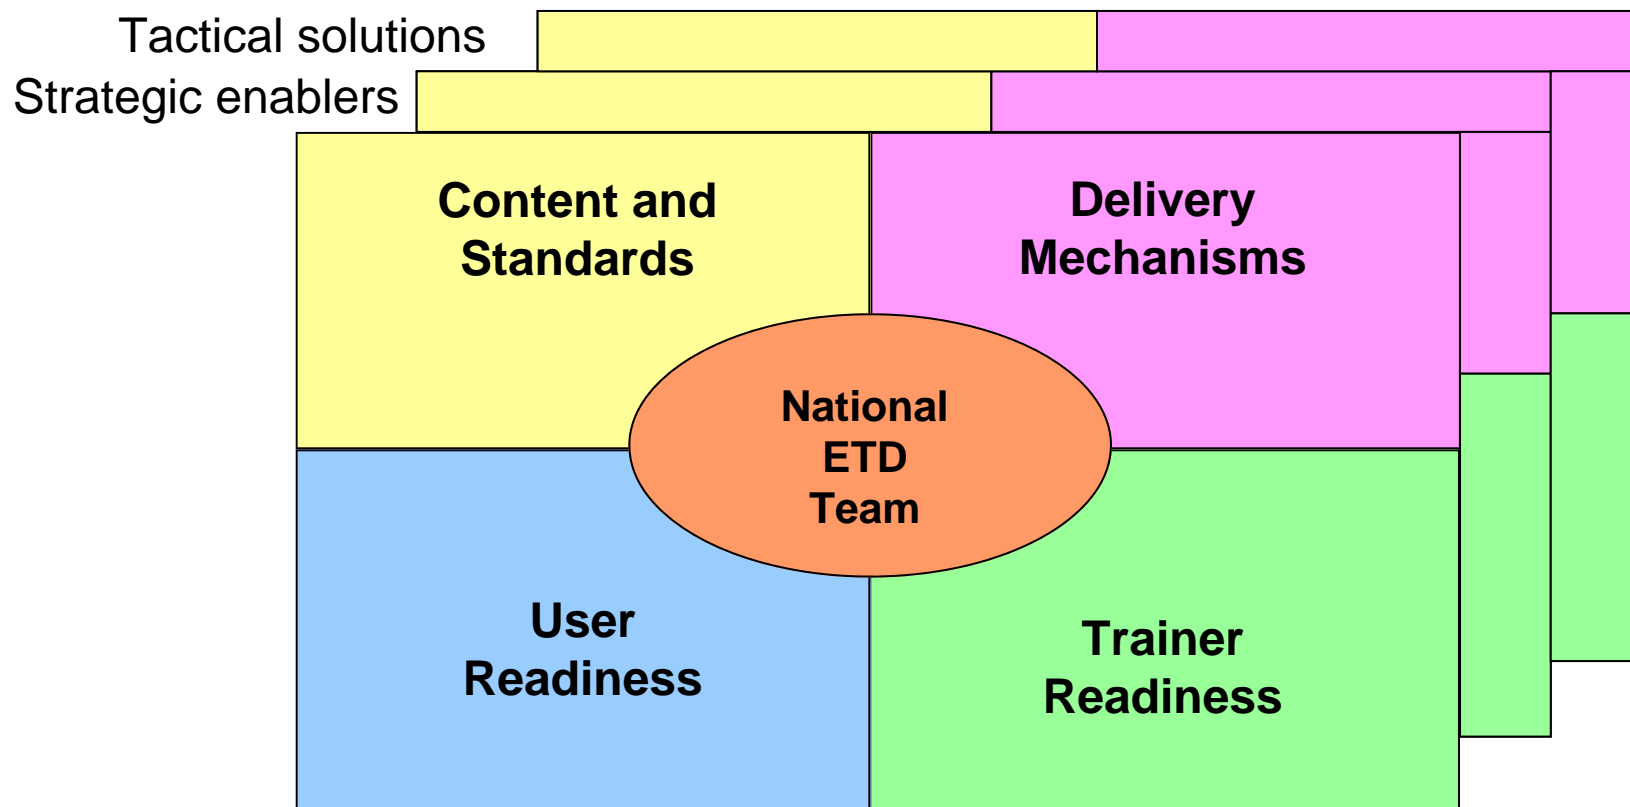 Tactical solutions
Strategic enablers
Content and
Standards
Delivery
Mechanisms
National
ETD
Team
User
Readiness
Trainer
Readiness